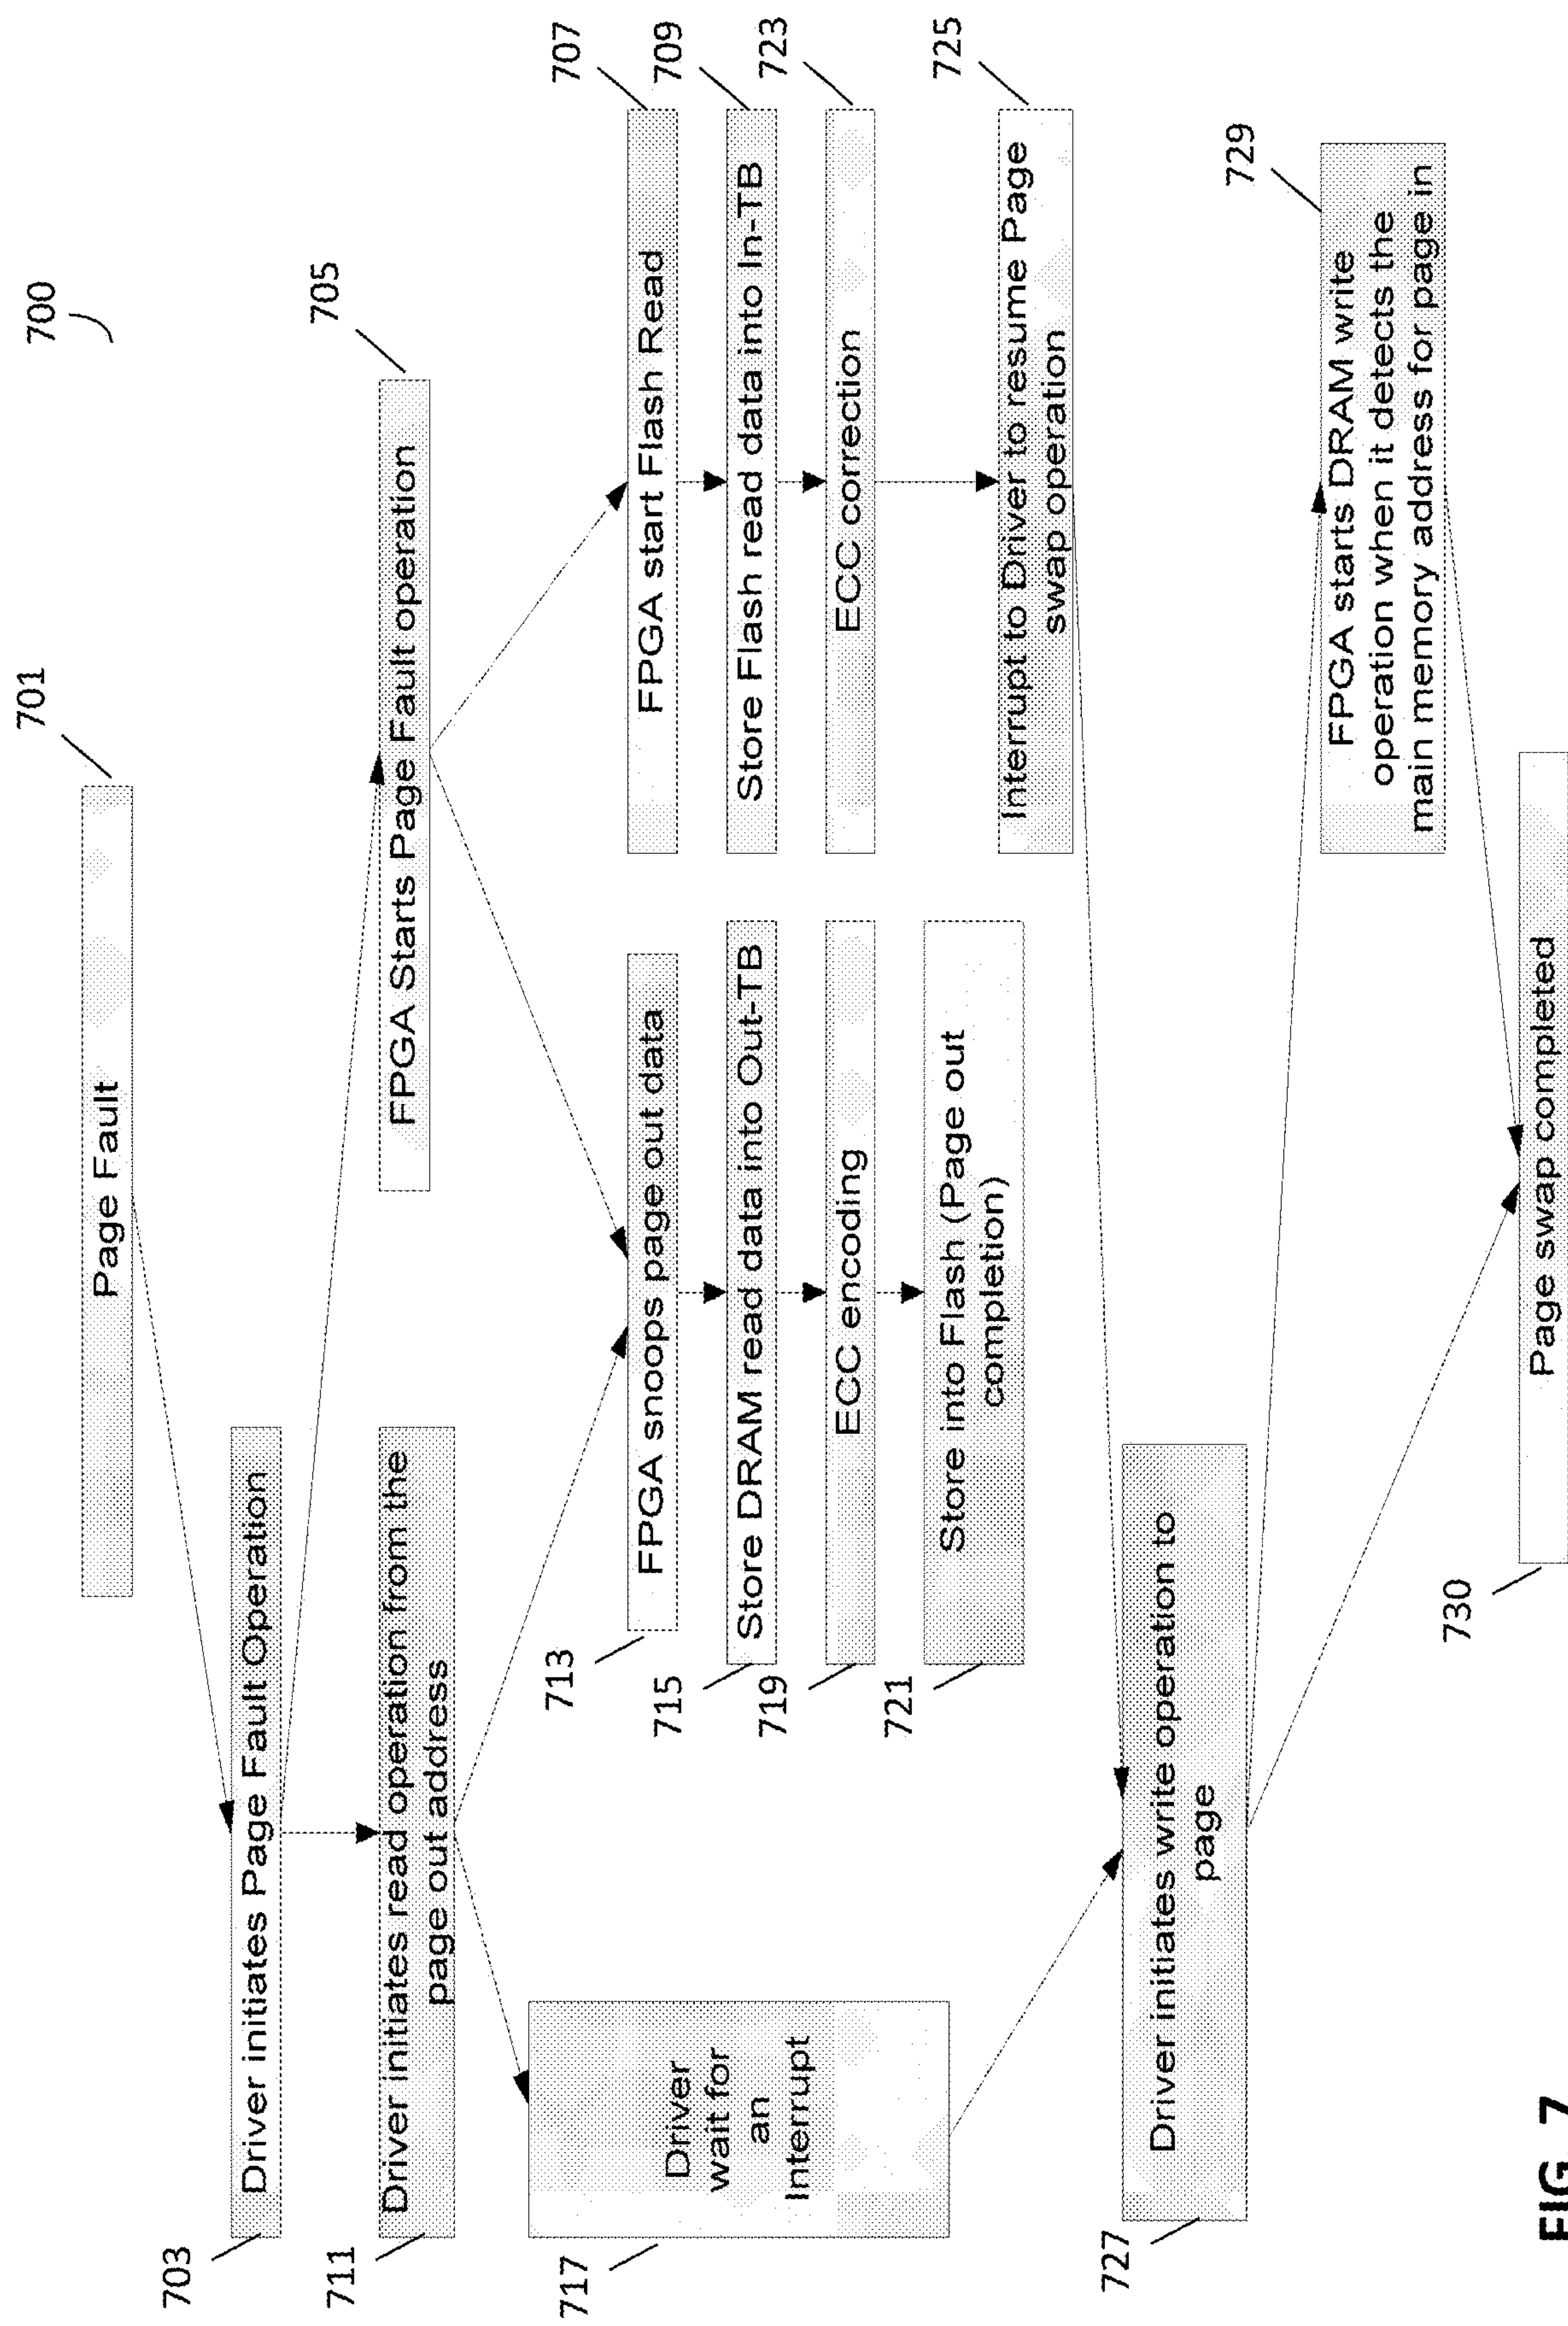 700
701
Page Fault
703
Driver initiates Page Fault Operation
705
FPGA Starts Page Fault operation
711
Driver initiates read operation from the
page out address
707
FPGA start Flash Read
713
FPGA snoops page out data
709
Store Flash read data into In-TB
715
Store DRAM read data into Out-TB
717
Driver
wait for
an
Interrupt
723
ECC correction
719
ECC encoding
721
Store into Flash (Page out
completion)
725
Interrupt to Driver to resume Page
swap operation
727
Driver initiates write operation to
page
729
FPGA starts DRAM write
operation when it detects the
main memory address for page in
730
Page swap completed
FIG. 7